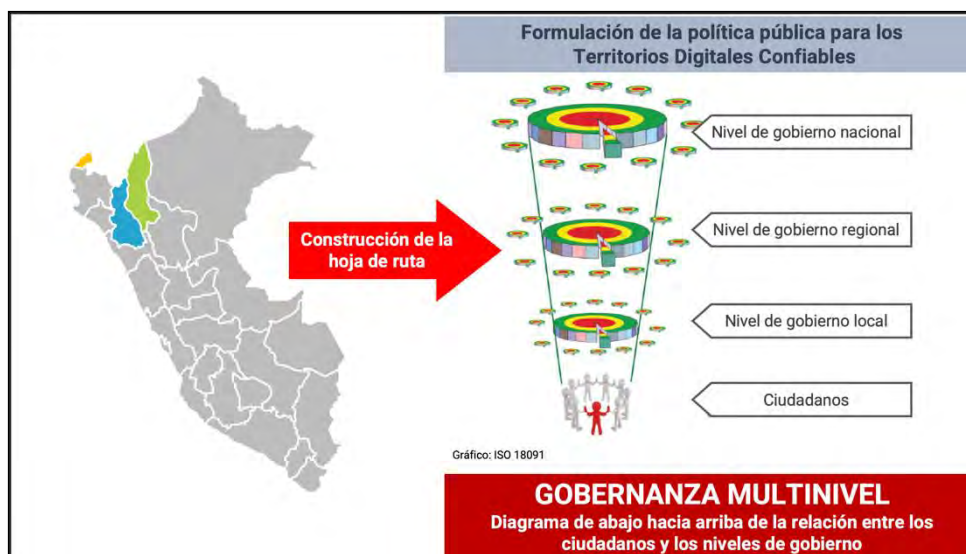 Formulación de la política pública para los
Territorios Digitales Confiables
Nivel de gobierno nacional
Construcción de la
hoja de ruta
Nivel de gobierno regional
Nivel de gobierno local
Ciudadanos
Gráfico: ISO 18091
GOBERNANZA MULTINIVEL
Diagrama de abajo hacia arriba de la relación entre los
ciudadanos y los niveles de gobierno